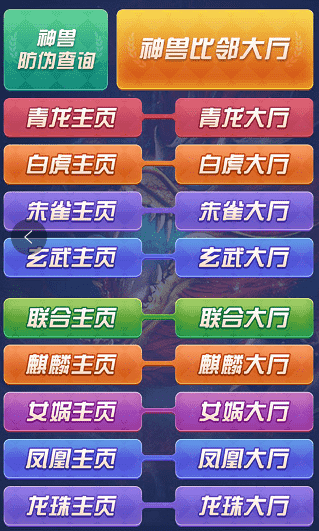 神兽
防伪查询
神兽比邻大厅
青龙主页 青龙大厅
白虎主页 白虎大厅
朱雀主页 朱雀大厅
玄武主页 玄武大厅
联合主页 联合大厅
麒麟主页 麒麟大厅
女娲主页 女娲大厅
凤凰主页 凤凰大厅
龙珠主页 龙珠大厅